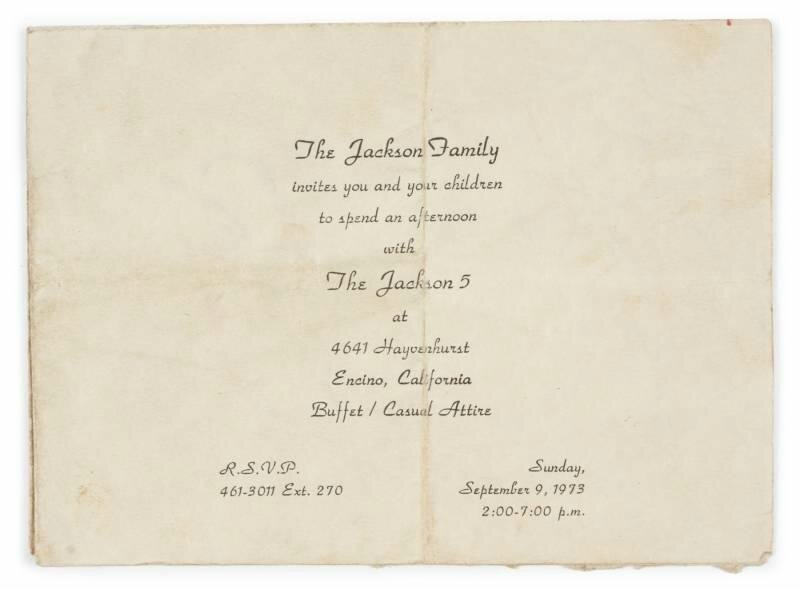 The Jackson Family
invites you and your children
to spend an afternoon
with
The Jackson 5
at
4641 Hayvenhurst
Encino, California
Buffet / Casual Attire
R.S.V.P.
461-3011 Ext. 270
Sunday,
September 9, 1973
2:00-7:00 p.m.